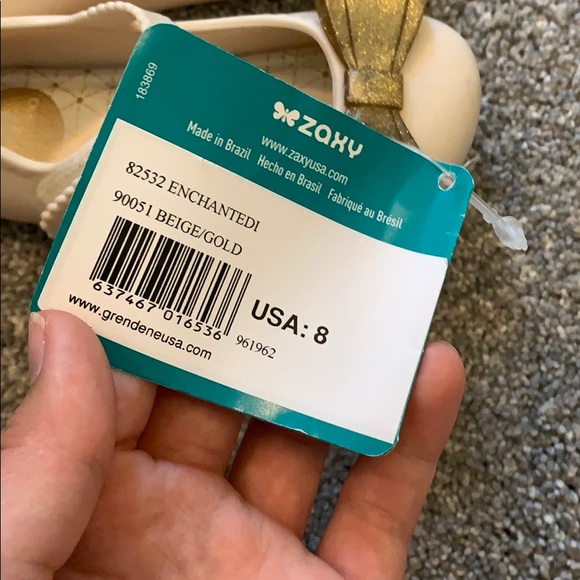 183869
zaxy
www.zaxyusa.com
Made in Brazil Hecho en Brasil Fabriqué au Brésil
82532 ENCHANTEDI
90051 BEIGE/GOLD
637467 016536
961962
USA: 8
www.grendeneusa.com